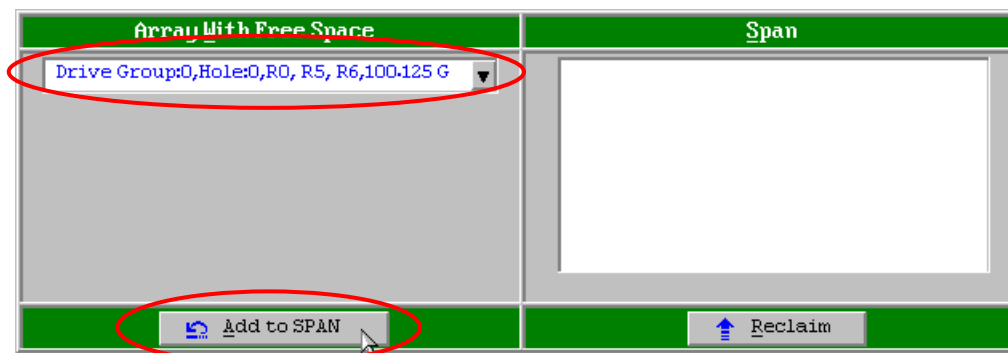 Array With Free Space
Span
Drive Group:0,Hole:0,R0, R5, R6,100.125 G
Add to SPAN
Reclaim